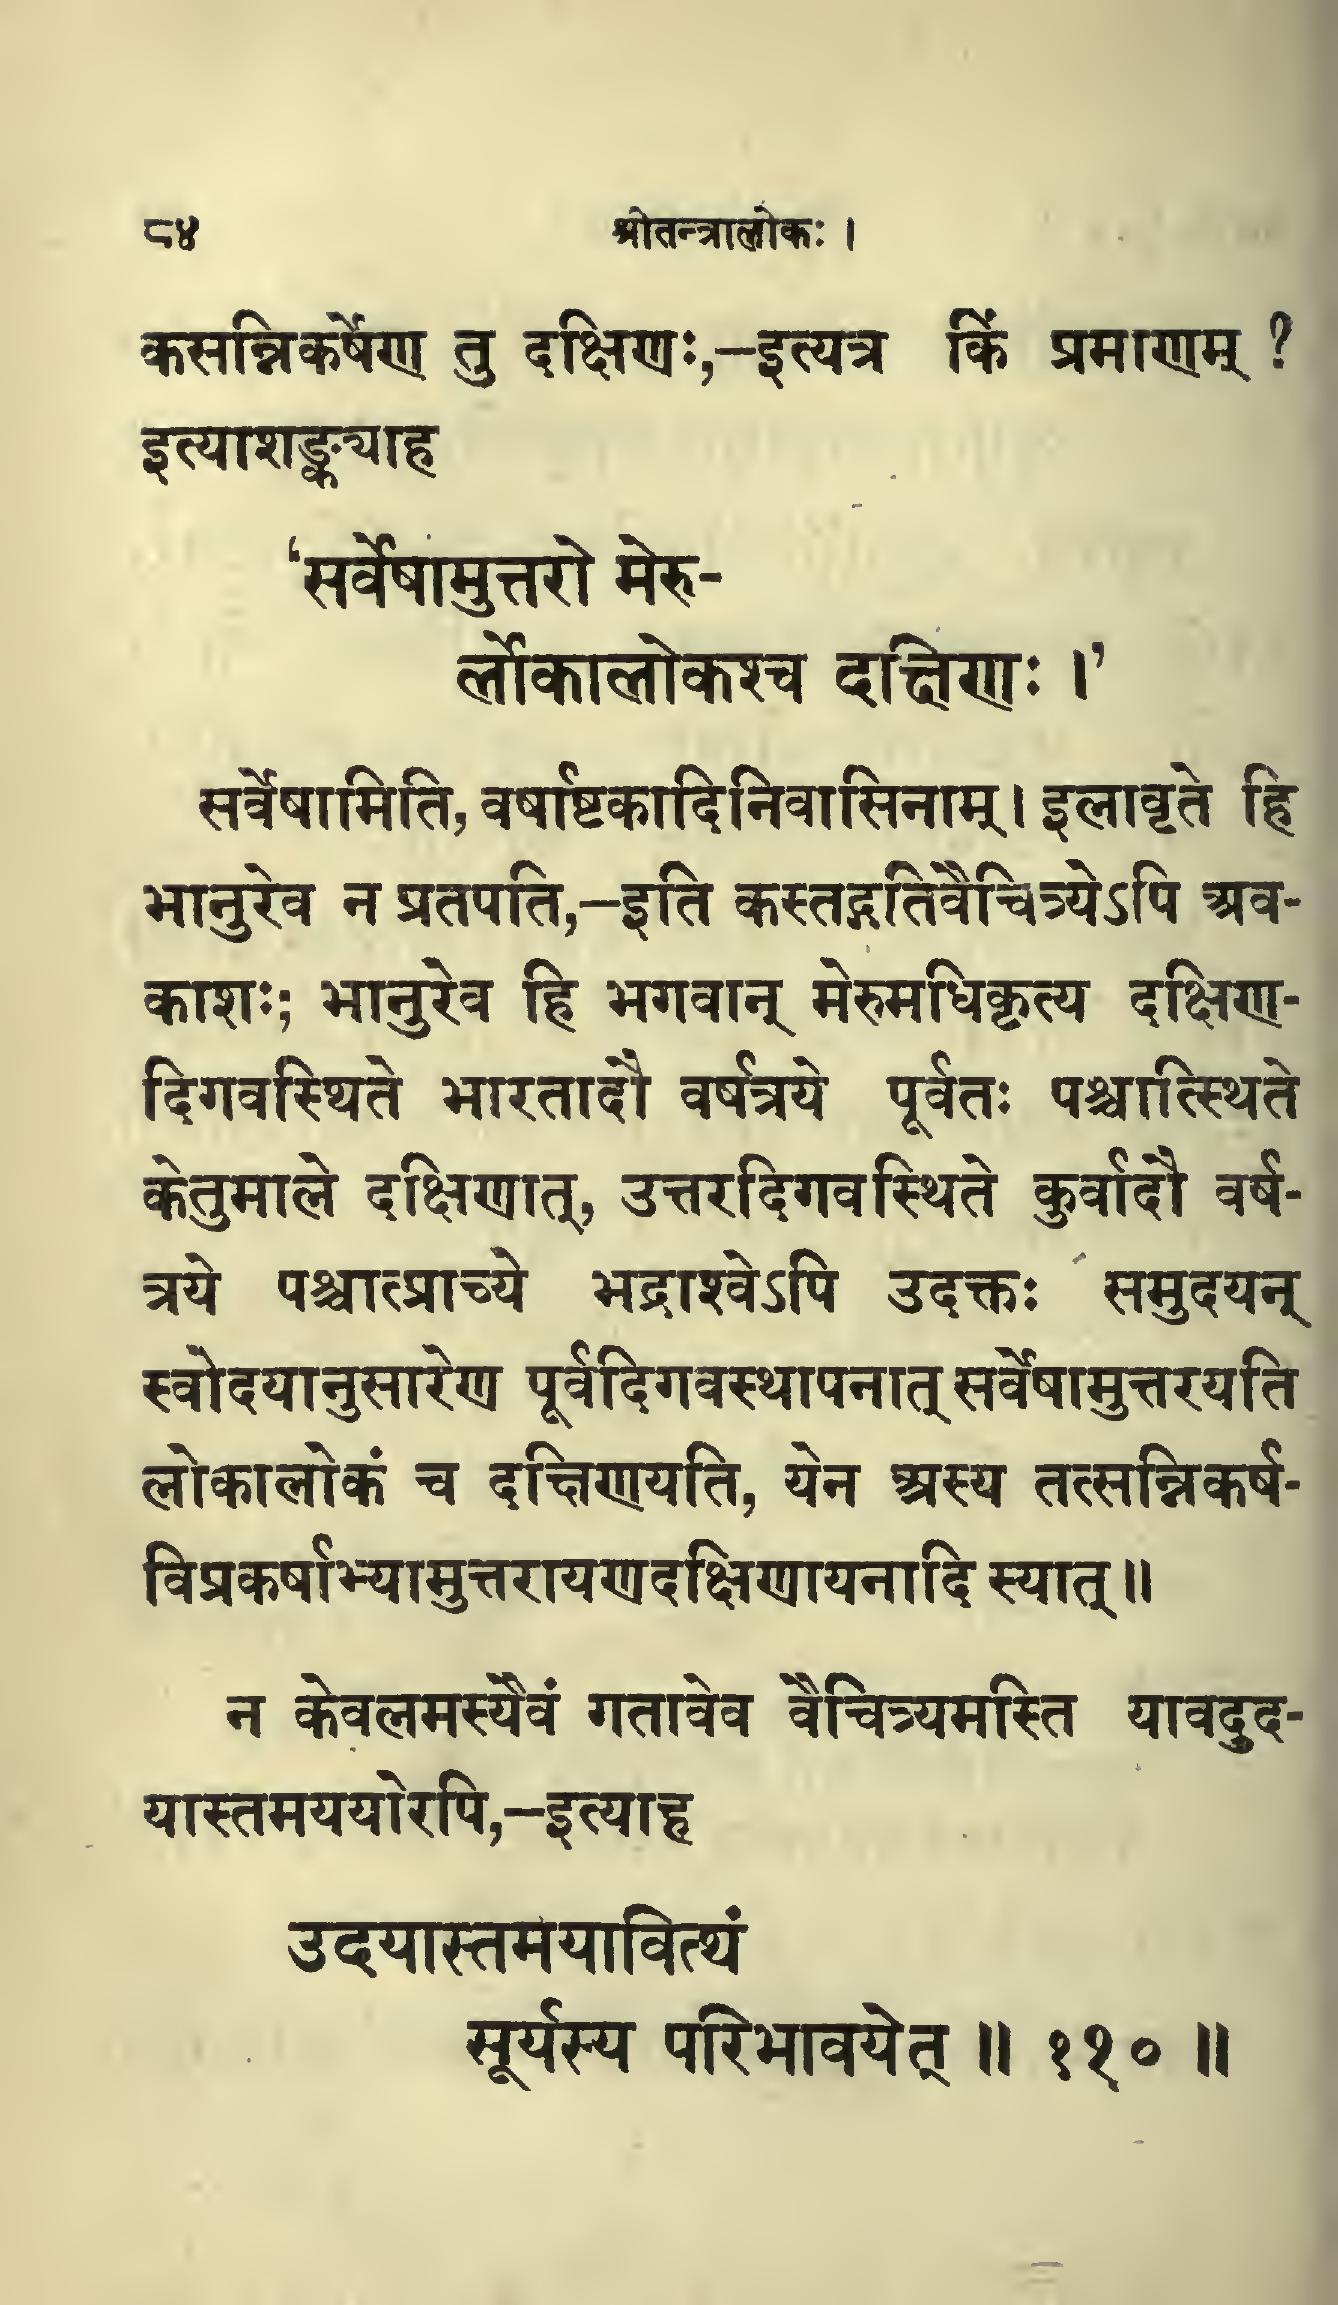 ८४ श्रीतन्त्रालोकः ।
कसन्निकर्षेण तु दक्षिणः,—इत्यत्र किं प्रमाणम् ?
इत्याशङ्क्याह
‘सर्वेषामुत्तरो मेरु-
र्लोकालोकश्च दक्षिणः ।’
सर्वेषामिति, वर्षाष्टकादिनिवासिनाम् । इलावृते हि
भानुरेव न प्रतपति,—इति कस्तद्गतिवैचित्र्येऽपि अव-
काशः; भानुरेव हि भगवान् मेरुमधिकृत्य दक्षिण-
दिगवस्थिते भारतादौ वर्षत्रये पूर्वतः पश्चात्स्थिते
केतुमाले दक्षिणात्, उत्तरदिगवस्थिते कुर्वादौ वर्ष-
त्रये पश्चात्प्राच्ये भद्राश्वेऽपि उदक्तः समुदयन्
स्वोदयानुसारेण पूर्वदिगवस्थापनात् सर्वेषामुत्तरयति
लोकालोकं च दक्षिणयति, येन अस्य तत्सन्निकर्ष-
विप्रकर्षाभ्यामुत्तरायणदक्षिणायनादि स्यात् ॥
न केवलमस्यैवं गतावेव वैचित्र्यमस्ति यावदुद-
यास्तमययोरपि,—इत्याह
उदयास्तमयावित्थं
सूर्यस्य परिभावयेत् ॥ ११० ॥